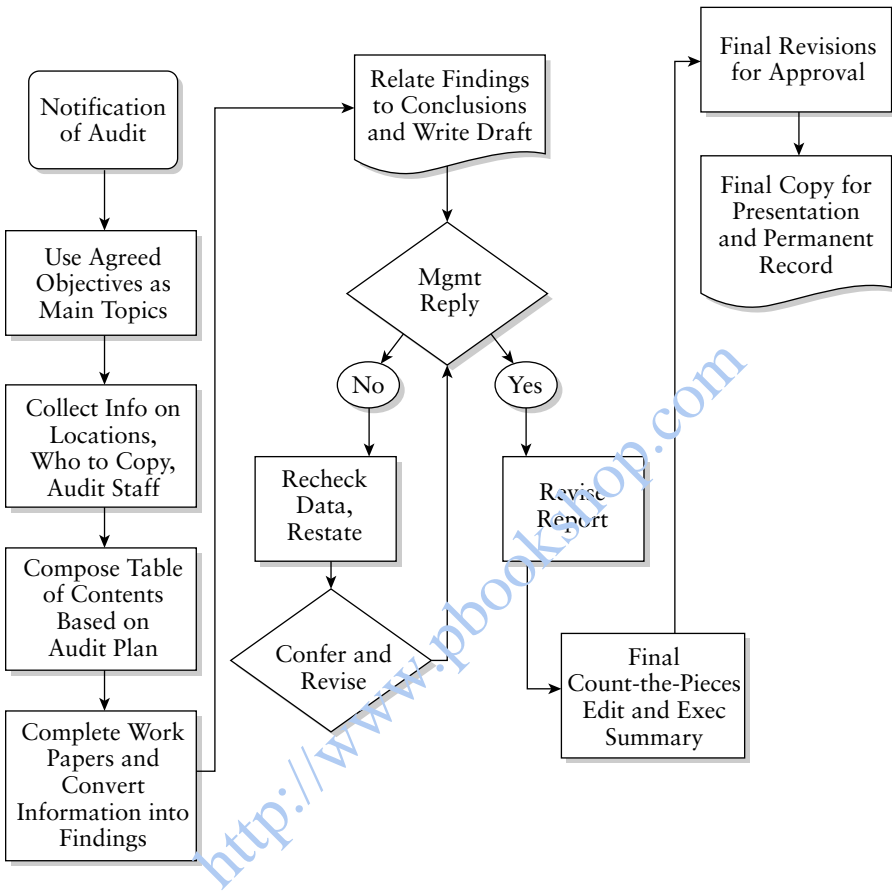 Notification
of Audit
Use Agreed
Objectives as
Main Topics
Collect Info on
Locations,
Who to Copy,
Audit Staff
Compose Table
of Contents
Based on
Audit Plan
Complete Work
Papers and
Convert
Information into
Findings
Relate Findings
to Conclusions
and Write Draft
Mgmt
Reply
No
Yes
Recheck
Data,
Restate
Confer and
Revise
Revise
Report
Final
Count-the-Pieces
Edit and Exec
Summary
Final Revisions
for Approval
Final Copy for
Presentation
and Permanent
Record
http://www.pbookshop.com